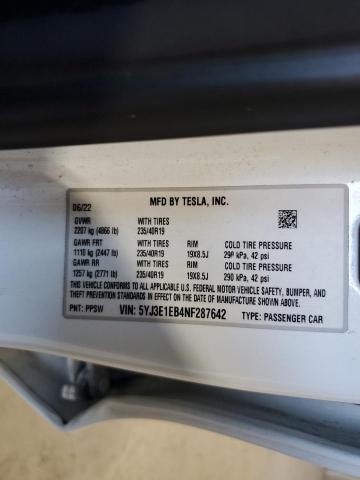 MFD BY TESLA, INC.
06/22
GVWR WITH TIRES
2207 kg (4866 lb) 235/40R19
GAWR FRT WITH TIRES RIM COLD TIRE PRESSURE
1110 kg (2447 lb) 235/40R19 19X8.5J 290 kPa, 42 psi
GAWR RR WITH TIRES RIM COLD TIRE PRESSURE
1257 kg (2771 lb) 235/40R19 19X8.5J 290 kPa, 42 psi
THIS VEHICLE CONFORMS TO ALL APPLICABLE U.S. FEDERAL MOTOR VEHICLE SAFETY, BUMPER, AND
THEFT PREVENTION STANDARDS IN EFFECT ON THE DATE OF MANUFACTURE SHOWN ABOVE.
PNT: PPSW VIN: 5YJ3E1EB4NF287642 TYPE: PASSENGER CAR